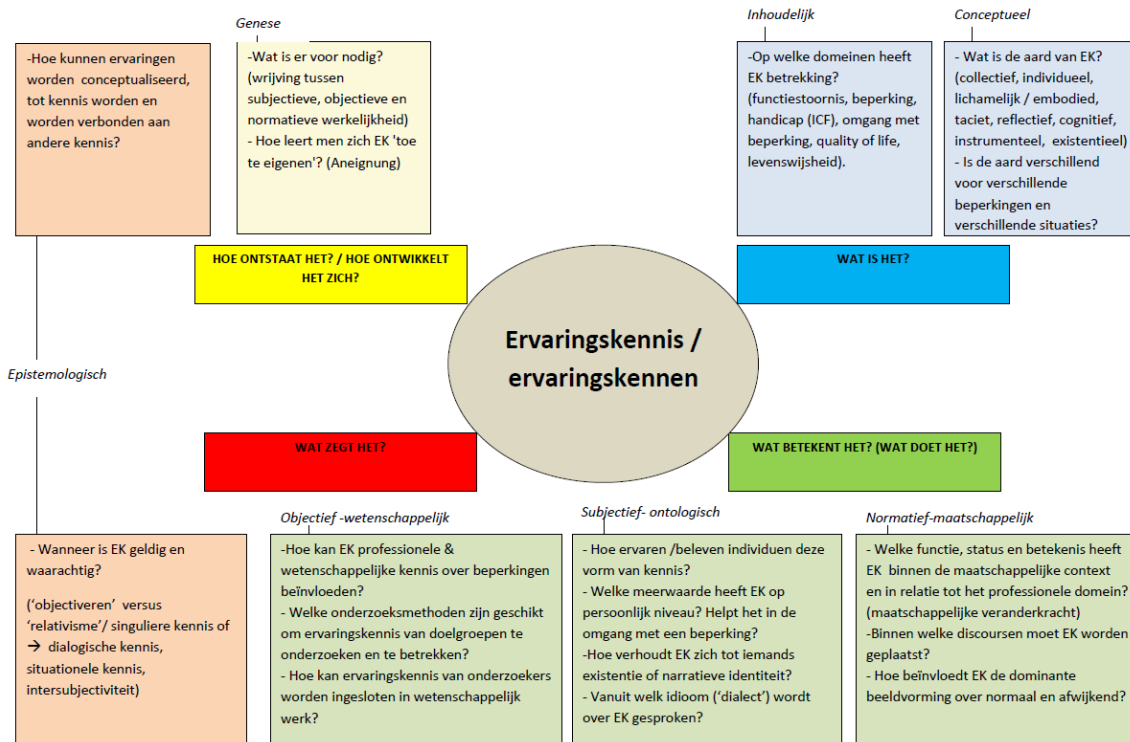 Genese
-Hoe kunnen ervaringen
worden conceptualiseerd,
tot kennis worden en
worden verbonden aan
andere kennis?
-Wat is er voor nodig?
(wrijving tussen
subjectieve, objectieve en
normatieve werkelijkheid)
- Hoe leert men zich EK 'toe
te eigenen'? (Aneignung)
Inhoudelijk
-Op welke domeinen heeft
EK betrekking?
(functiestoornis, beperking,
handicap (ICF), omgang met
beperking, quality of life,
levenswijsheid).
Conceptueel
- Wat is de aard van EK?
(collectief, individueel,
lichamelijk / embodied,
taciet, reflectief, cognitief,
instrumenteel, existentieel)
- Is de aard verschillend
voor verschillende
beperkingen en
verschillende situaties?
HOE ONTSTAAT HET? / HOE ONTWIKKELT
HET ZICH?
WAT IS HET?
Ervaringskennis /
ervaringskennen
Epistemologisch
WAT ZEGT HET?
WAT BETEKENT HET? (WAT DOET HET?)
- Wanneer is EK geldig en
waarachtig?
(‘objectiveren’ versus
‘relativisme’/ singuliere kennis of
→ dialogische kennis,
situationele kennis,
intersubjectiviteit)
Objectief -wetenschappelijk
-Hoe kan EK professionele &
wetenschappelijke kennis over beperkingen
beïnvloeden?
- Welke onderzoeksmethoden zijn geschikt
om ervaringskennis van doelgroepen te
onderzoeken en te betrekken?
- Hoe kan ervaringskennis van onderzoekers
worden ingesloten in wetenschappelijk
werk?
Subjectief- ontologisch
- Hoe ervaren /beleven individuen deze
vorm van kennis?
- Welke meerwaarde heeft EK op
persoonlijk niveau? Helpt het in de
omgang met een beperking?
-Hoe verhoudt EK zich tot iemands
existentie of narratieve identiteit?
- Vanuit welk idioom (‘dialect’) wordt
over EK gesproken?
Normatief-maatschappelijk
- Welke functie, status en betekenis heeft
EK binnen de maatschappelijke context
en in relatie tot het professionele domein?
(maatschappelijke veranderkracht)
-Binnen welke discoursen moet EK worden
geplaatst?
- Hoe beïnvloedt EK de dominante
beeldvorming over normaal en afwijkend?